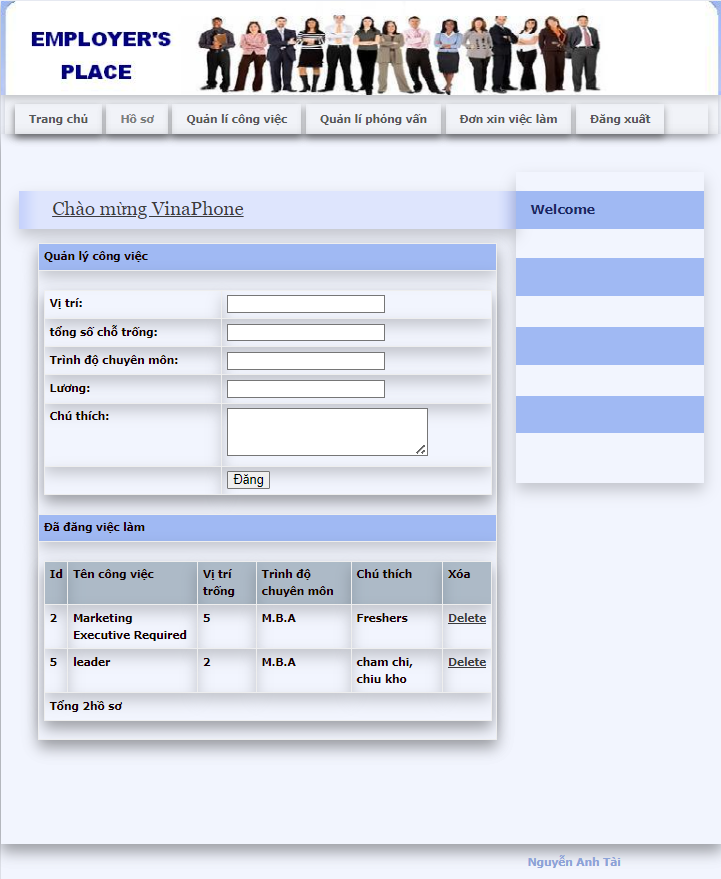 EMPLOYER'S
PLACE
Trang chủ
Hồ sơ
Quản lí công việc
Quản lí phỏng vấn
Đơn xin việc làm
Đăng xuất
Chào mừng VinaPhone
Welcome
Quản lý công việc
Vị trí:
tổng số chỗ trống:
Trình độ chuyên môn:
Lương:
Chú thích:
Đăng
Đã đăng việc làm
Id Tên công việc Vị trí trống Trình độ chuyên môn Chú thích Xóa
2 Marketing Executive Required 5 M.B.A Freshers Delete
5 leader 2 M.B.A cham chi, chiu kho Delete
Tổng 2hồ sơ
Nguyễn Anh Tài